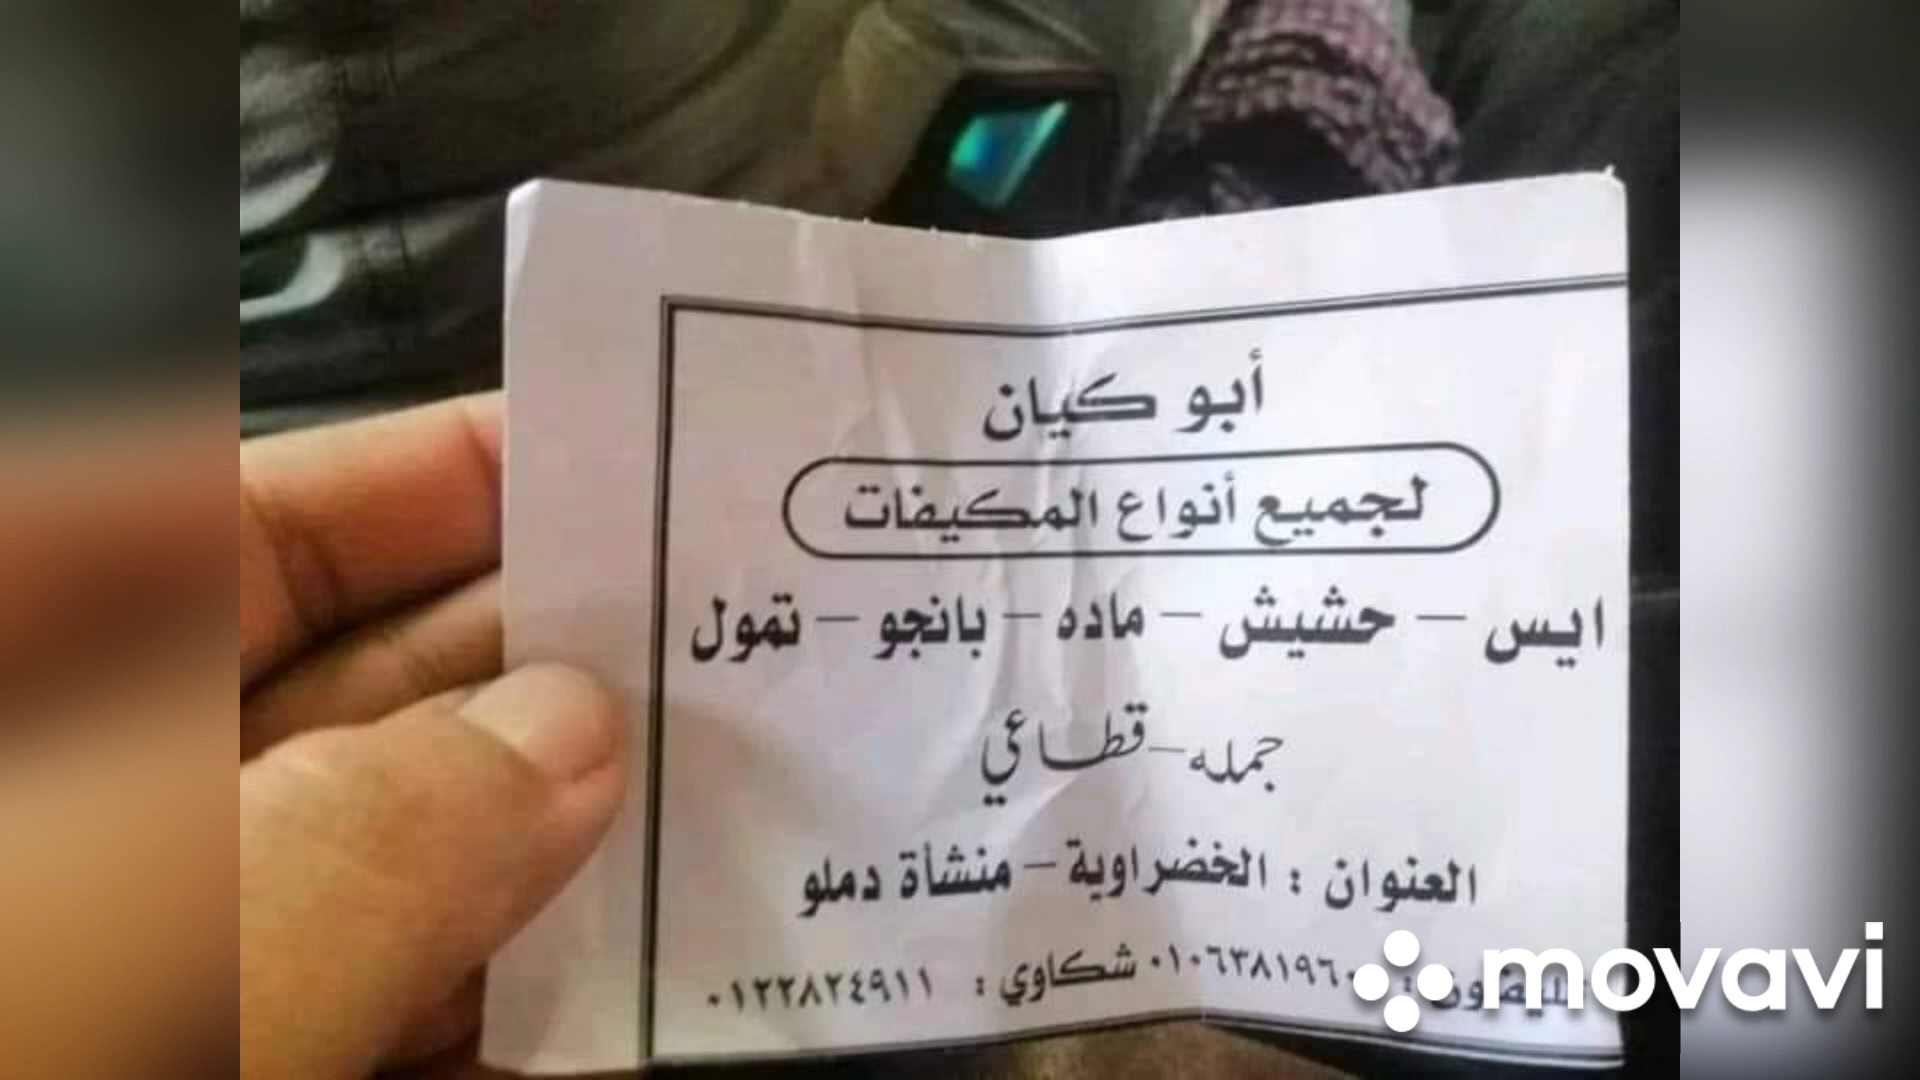 أبو كيان
لجميع أنواع المكيفات
ايس – حشيش – ماده – بانجو – تمول
جمله – قطاعي
العنوان : الخضراوية – منشأة دملو
٠١٠٦٣٨١٩٦٠ شكاوي : ٠١٢٢٨٢٤٩١١
movavi